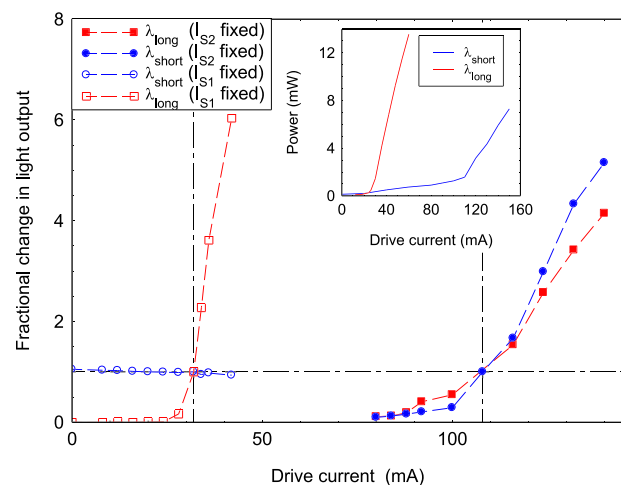 8
6
4
2
0
0
50
100
Fractional change in light output
Drive current (mA)
λlong (IS2 fixed)
λshort (IS2 fixed)
λshort (IS1 fixed)
λlong (IS1 fixed)
12
8
4
0
0
40
80
120
160
Power (mW)
Drive current (mA)
λshort
λlong